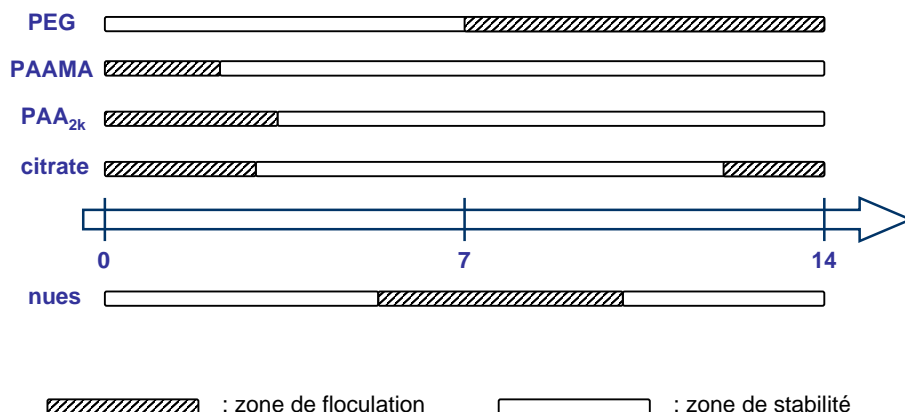 PEG
PAAMA
PAA2k
citrate
0 7 14
nues
: zone de floculation : zone de stabilité